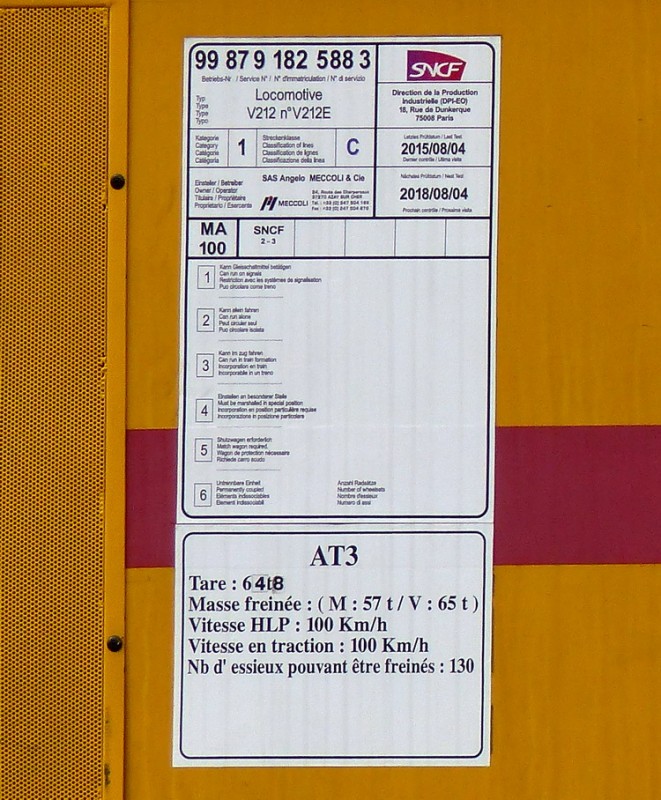 99 87 9 182 588 3
Betriebs-Nr. / Service N° / N° d'immatriculation / N° di servizio
Typ
Type
Type
Typo
Locomotive
V212 n°V212E
SNCF
Direction de la Production
Industrielle (DPI-EO)
18, Rue de Dunkerque
75008 Paris
Kategorie
Category
Catégorie
Categoria
1
Streckenklasse
Classification of lines
Classification de lignes
Classificazione della linea
C
Letztes Prüfdatum / Last Test
2015/08/04
Dernier contrôle / Ultima visita
Einsteller / Betreiber
Owner / Operator
Titulaire / Propriétaire
Proprietario / Esercente
SAS Angelo MECCOLI & Cie
MECCOLI
Nächstes Prüfdatum / Next Test
2018/08/04
Prochain contrôle / Prossima visita
MA
100
SNCF
2 - 3
1
Kann Gleisschaltmittel betätigen
Can run on signals
Restriction avec les systèmes de signalisation
Puo circolare come treno
2
Kann allein fahren
Can run alone
Peut circuler seul
Puo circolare isolata
3
Kann im zug fahren
Can run in train formation
Incorporation en train
Incorporabile in un treno
4
Einstellen an besonderer Stelle
Must be marshalled in special position
Incorporation en position particulière requise
Incorporazione in posizione particolare
5
Shutzwagen erforderlich
Match wagon required,
Wagon de protection nécessaire
Richiede carro scudo
6
Untrennbare Einheit
Permanently coupled
Eléments indissociables
Element indissociabili
Anzahl Radsätze
Number of wheelsets
Nombre d'essieux
Numero di assi
AT3
Tare : 64t8
Masse freinée : ( M : 57 t / V : 65 t )
Vitesse HLP : 100 Km/h
Vitesse en traction : 100 Km/h
Nb d' essieux pouvant être freinés : 130